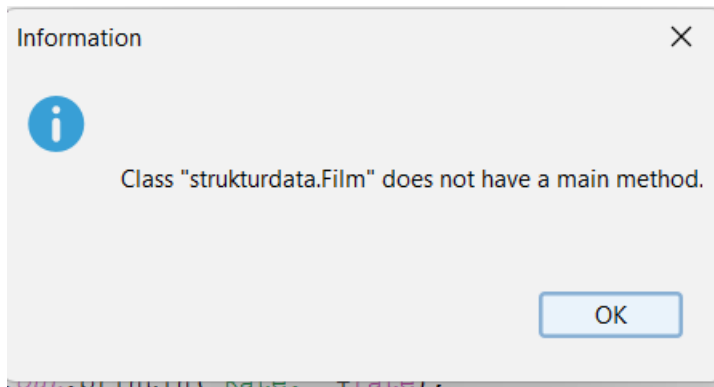 Information
Class "strukturdata.Film" does not have a main method.
OK